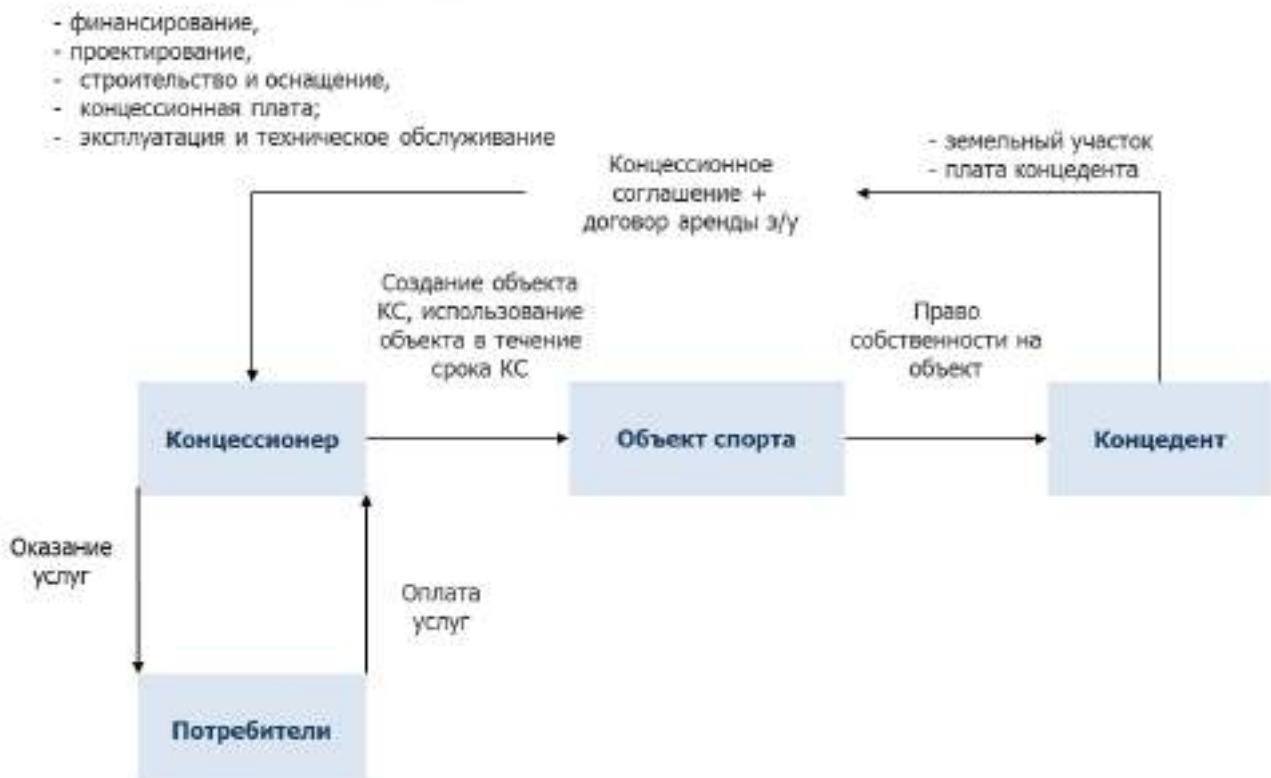 - финансирование,
- проектирование,
- строительство и оснащение,
- концессионная плата;
- эксплуатация и техническое обслуживание
- земельный участок
- плата концедента
Концессионное
соглашение +
договор аренды з/у
Создание объекта
КС, использование
объекта в течение
срока КС
Право
собственности на
объект
Концессионер
Объект спорта
Концедент
Оказание
услуг
Оплата
услуг
Потребители